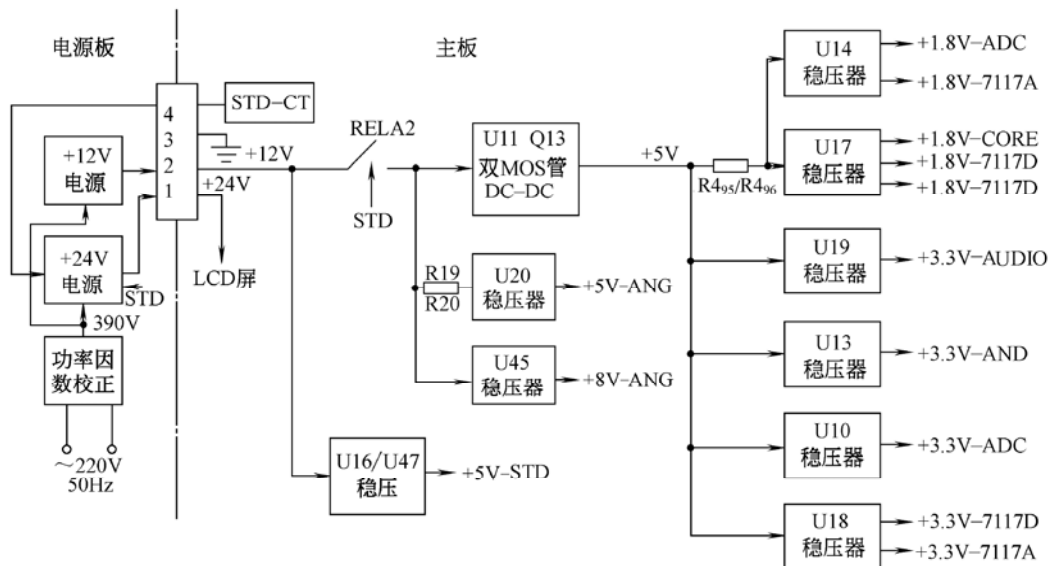 电源板
主板
4
3
2
1
STD-CT
+12V
+24V
LCD屏
+12V
电源
+24V
电源
STD
390V
功率因
数校正
~220V
50Hz
RELA2
STD
U11 Q13
双MOS管
DC-DC
+5V
R19
R20
U20
稳压器
+5V-ANG
U45
稳压器
+8V-ANG
U16/U47
稳压
+5V-STD
R495/R496
U14
稳压器
+1.8V-ADC
+1.8V-7117A
U17
稳压器
+1.8V-CORE
+1.8V-7117D
+1.8V-7117D
U19
稳压器
+3.3V-AUDIO
U13
稳压器
+3.3V-AND
U10
稳压器
+3.3V-ADC
U18
稳压器
+3.3V-7117D
+3.3V-7117A